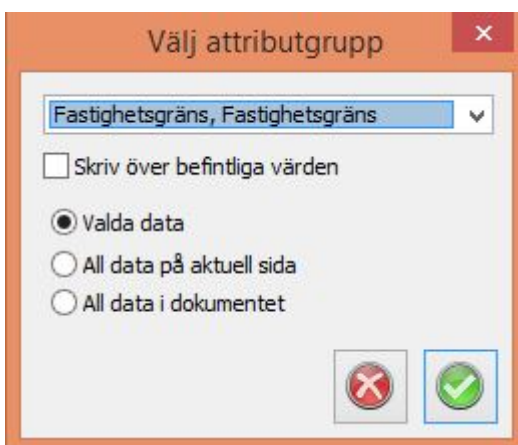 Välj attributgrupp
Fastighetsgräns, Fastighetsgräns
Skriv över befintliga värden
Valda data
All data på aktuell sida
All data i dokumentet